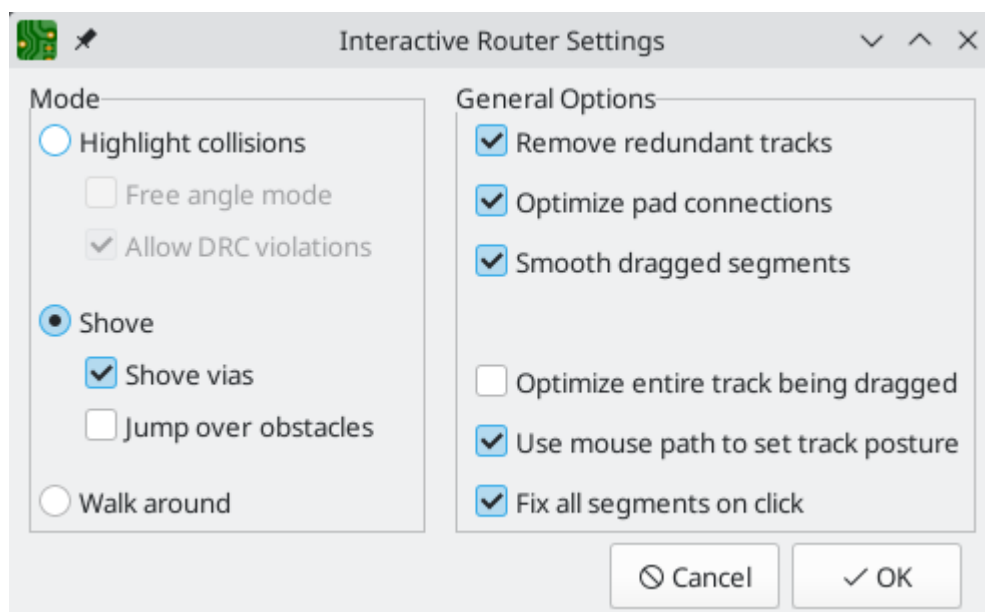 Interactive Router Settings
Mode
Highlight collisions
Free angle mode
Allow DRC violations
Shove
Shove vias
Jump over obstacles
Walk around
General Options
Remove redundant tracks
Optimize pad connections
Smooth dragged segments
Optimize entire track being dragged
Use mouse path to set track posture
Fix all segments on click
Cancel
OK